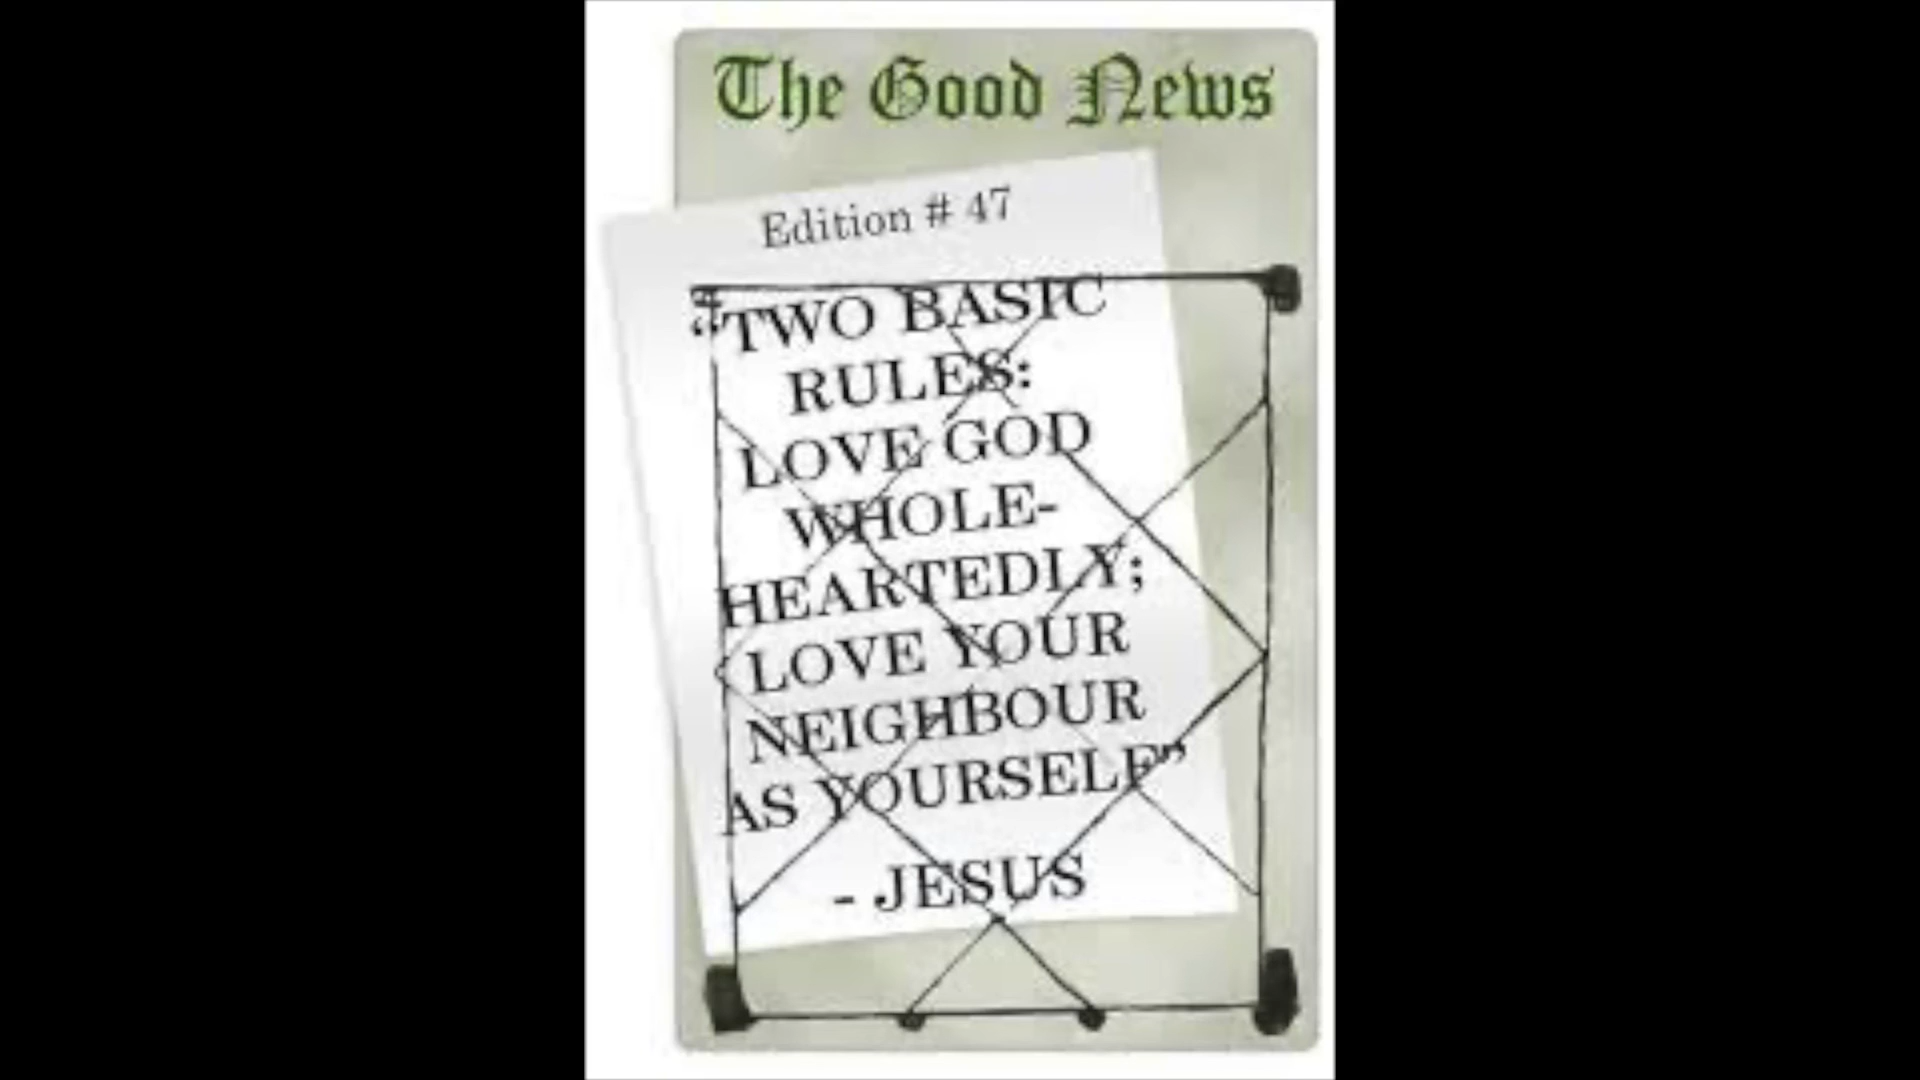 The Good News
Edition # 47
“TWO BASIC
RULES:
LOVE GOD
WHOLE-
HEARTEDLY;
LOVE YOUR
NEIGHBOUR
AS YOURSELF”
- JESUS